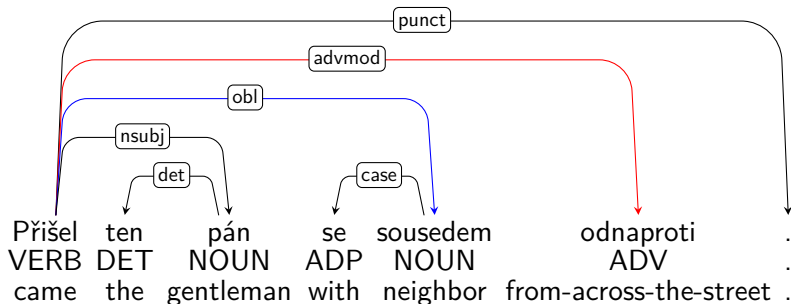 punct
advmod
obl
nsubj
det case
Přišel ten pán se sousedem odnaproti .
VERB DET NOUN ADP NOUN ADV .
came the gentleman with neighbor from-across-the-street .